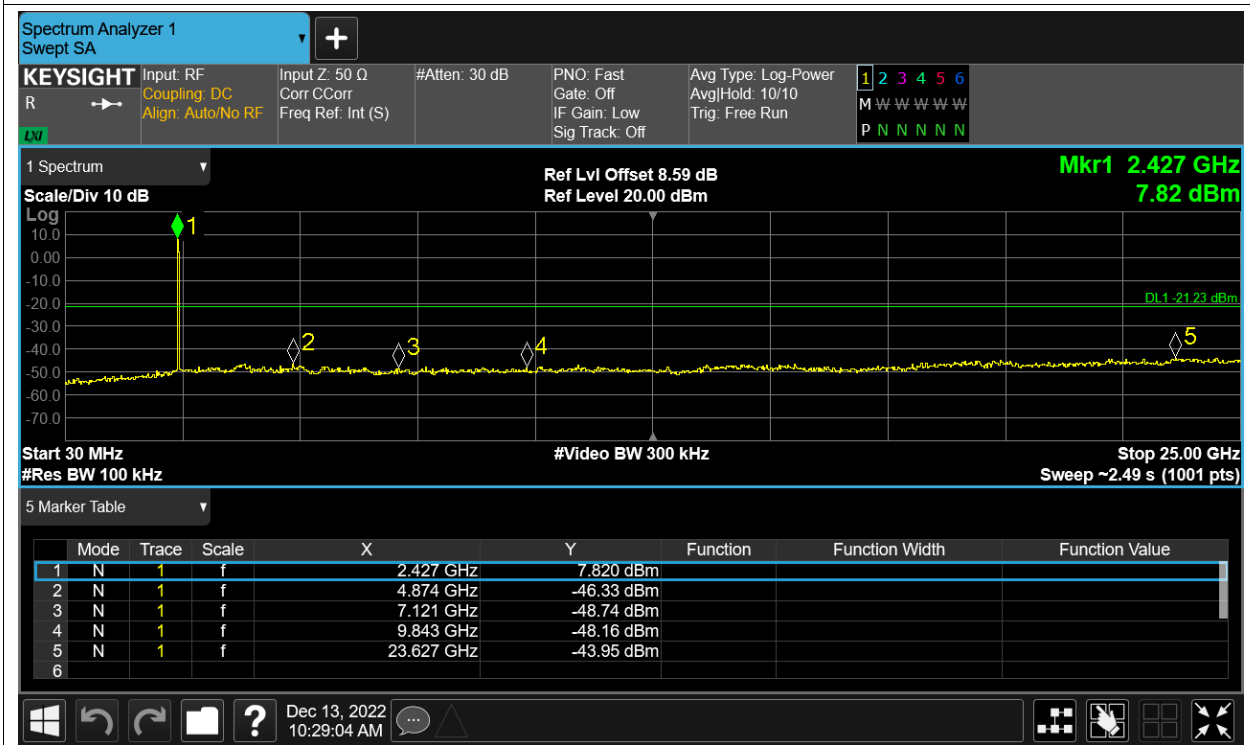 Spectrum Analyzer 1
Swept SA
+
KEYSIGHT Input: RF Input Z: 50 Ω #Atten: 30 dB PNO: Fast Avg Type: Log-Power 1 2 3 4 5 6
R Coupling: DC Corr CCorr Gate: Off Avg|Hold: 10/10 M W W W W W
Align: Auto/No RF Freq Ref: Int (S) IF Gain: Low Trig: Free Run
LXI Sig Track: Off P N N N N N
1 Spectrum Ref Lvl Offset 8.59 dB Mkr1 2.427 GHz
Scale/Div 10 dB Ref Level 20.00 dBm 7.82 dBm
Log
1
10.0
0.00
-10.0
-20.0
DL1 -21.23 dBm
-30.0
2 3 4 5
-40.0
-50.0
-60.0
-70.0
Start 30 MHz #Video BW 300 kHz Stop 25.00 GHz
#Res BW 100 kHz Sweep ~2.49 s (1001 pts)
5 Marker Table
Mode Trace Scale X Y Function Function Width Function Value
1 N 1 f 2.427 GHz 7.820 dBm
2 N 1 f 4.874 GHz -46.33 dBm
3 N 1 f 7.121 GHz -48.74 dBm
4 N 1 f 9.843 GHz -48.16 dBm
5 N 1 f 23.627 GHz -43.95 dBm
6
? Dec 13, 2022
10:29:04 AM